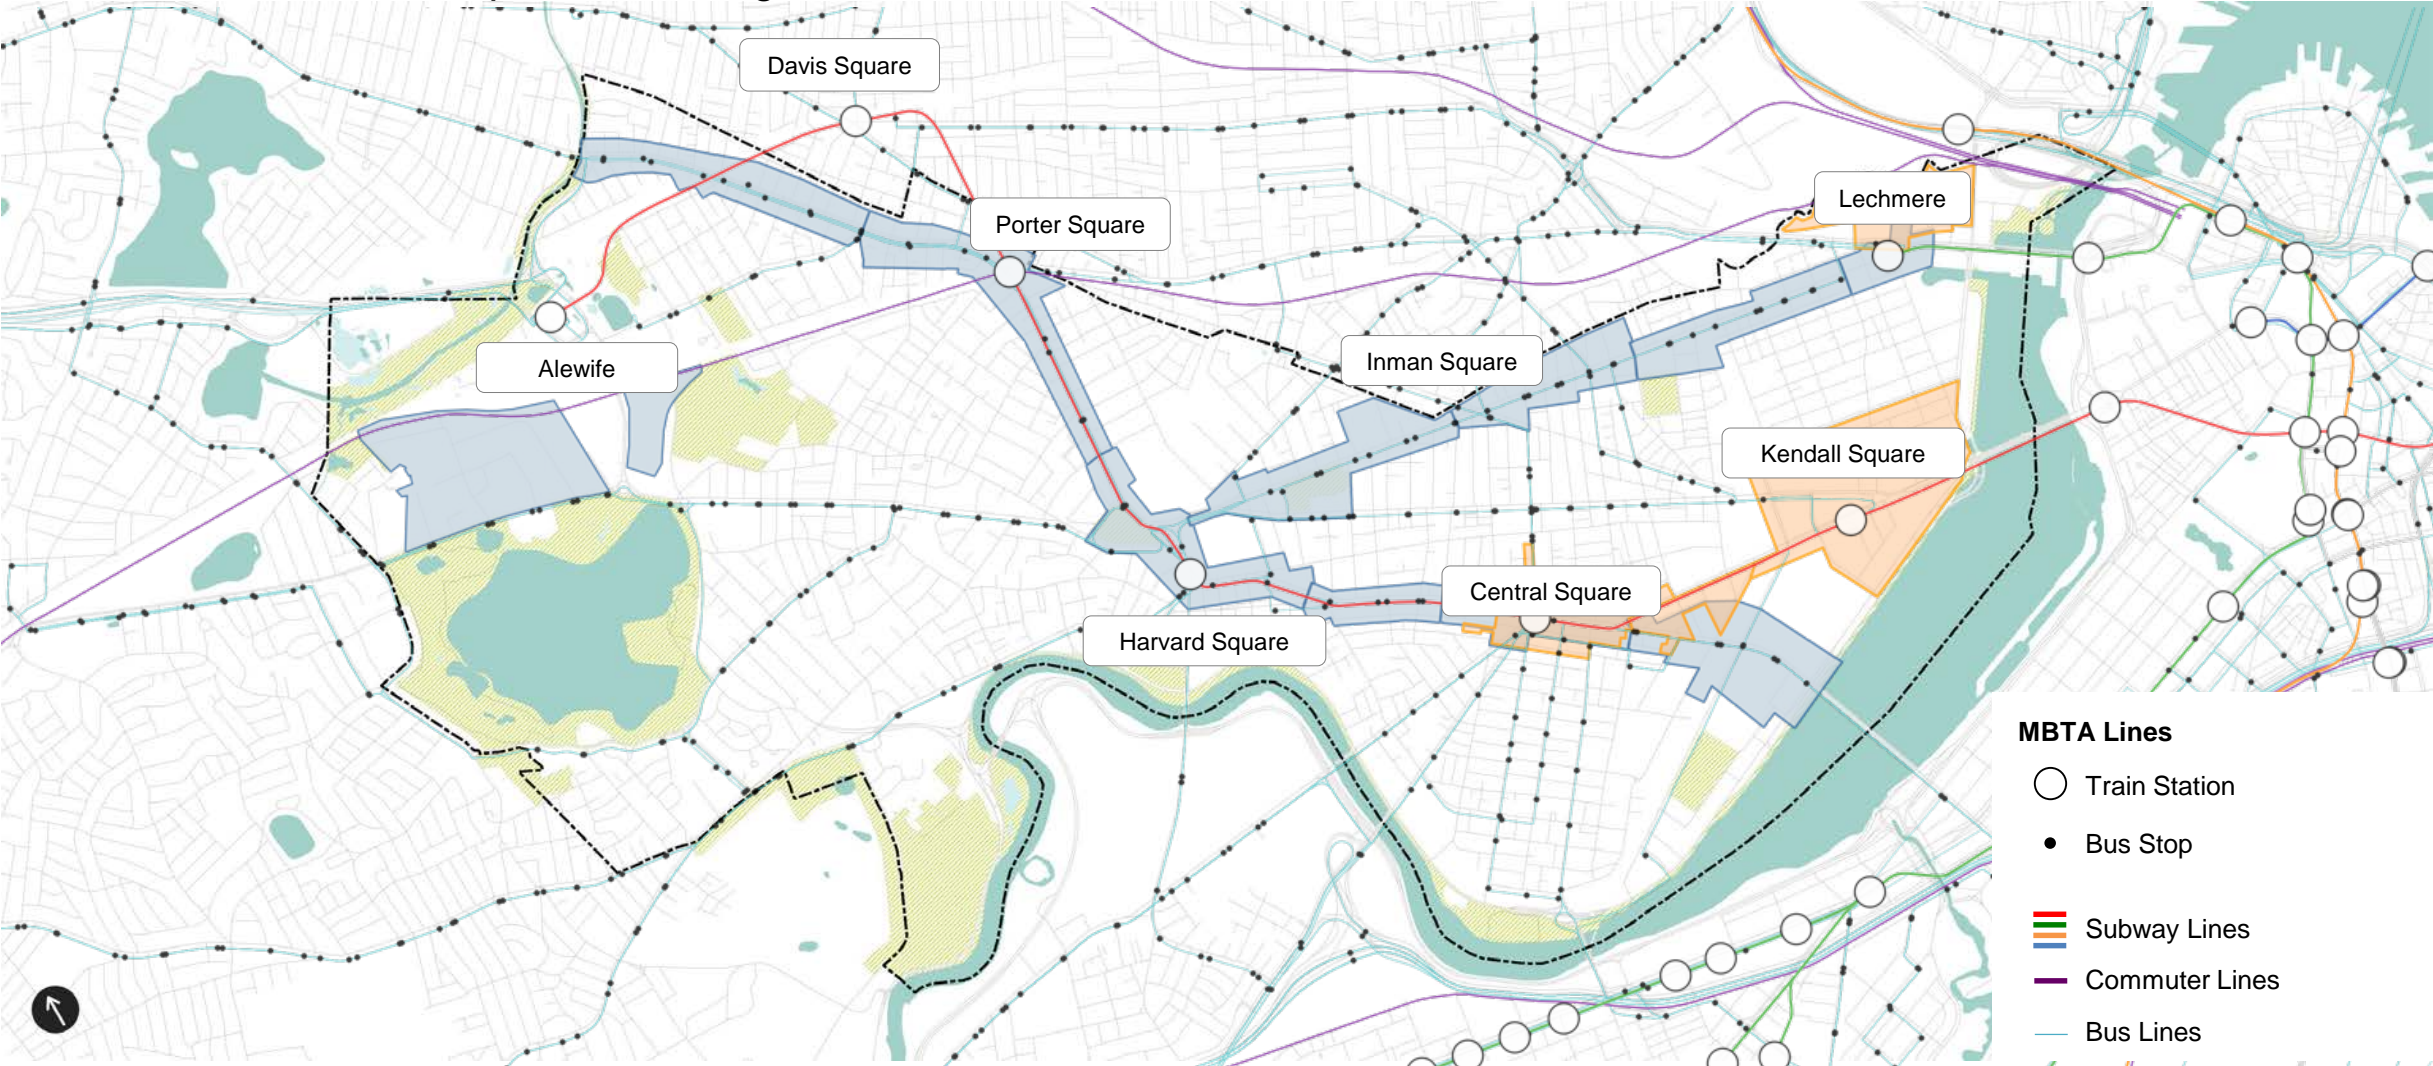 Davis Square
Lechmere
Porter Square
Alewife
Inman Square
Kendall Square
Central Square
Harvard Square
MBTA Lines
Train Station
Bus Stop
Subway Lines
Commuter Lines
Bus Lines